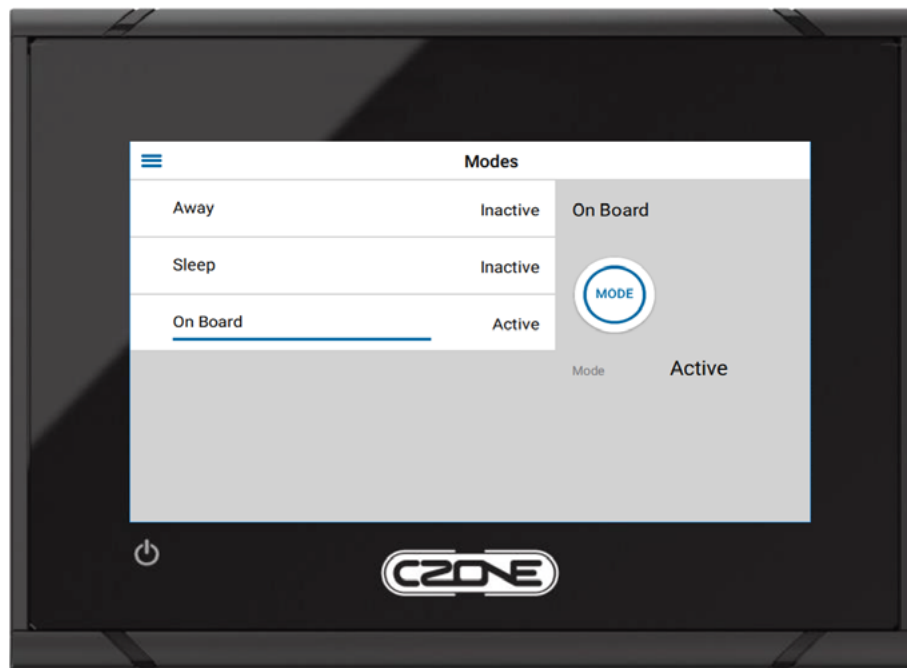 Modes
Away Inactive
Sleep Inactive
On Board Active
On Board
MODE
Mode Active
CZONE